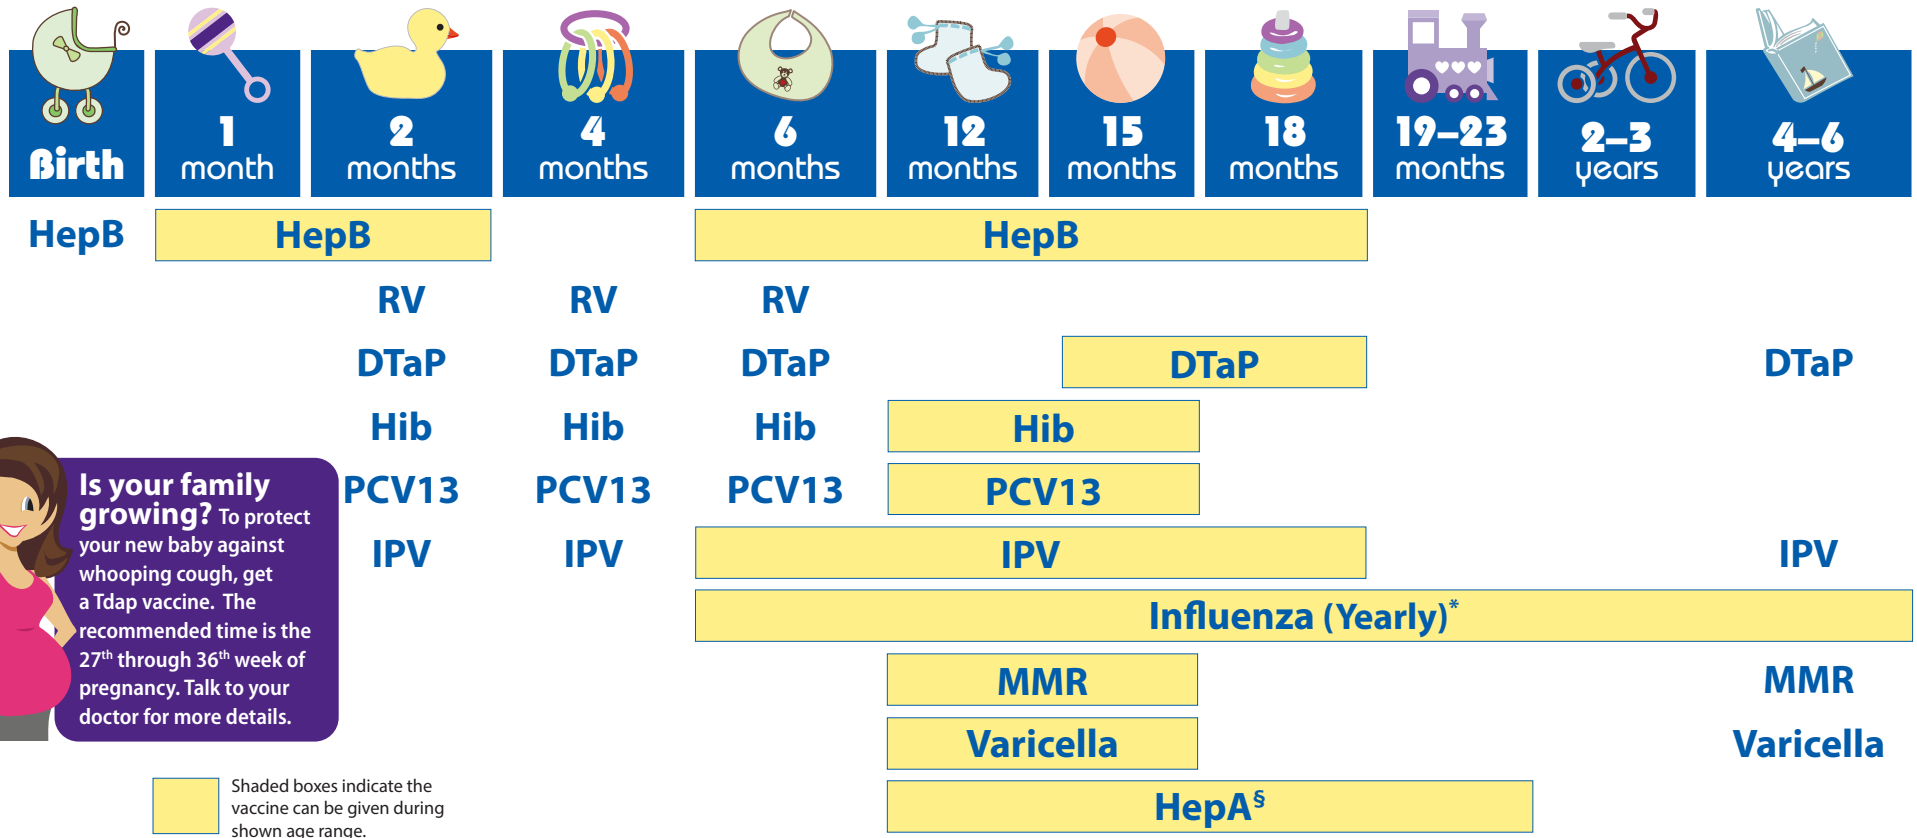 Birth
1
month
2
months
4
months
6
months
12
months
15
months
18
months
19–23
months
2–3
years
4–6
years
HepB HepB HepB
RV RV RV
DTaP DTaP DTaP DTaP DTaP
Hib Hib Hib Hib
PCV13 PCV13 PCV13 PCV13
IPV IPV IPV IPV
Influenza (Yearly)*
MMR MMR
Varicella Varicella
HepA§
Is your family
growing? To protect
your new baby against
whooping cough, get
a Tdap vaccine. The
recommended time is the
27th through 36th week of
pregnancy. Talk to your
doctor for more details.
Shaded boxes indicate the
vaccine can be given during
shown age range.